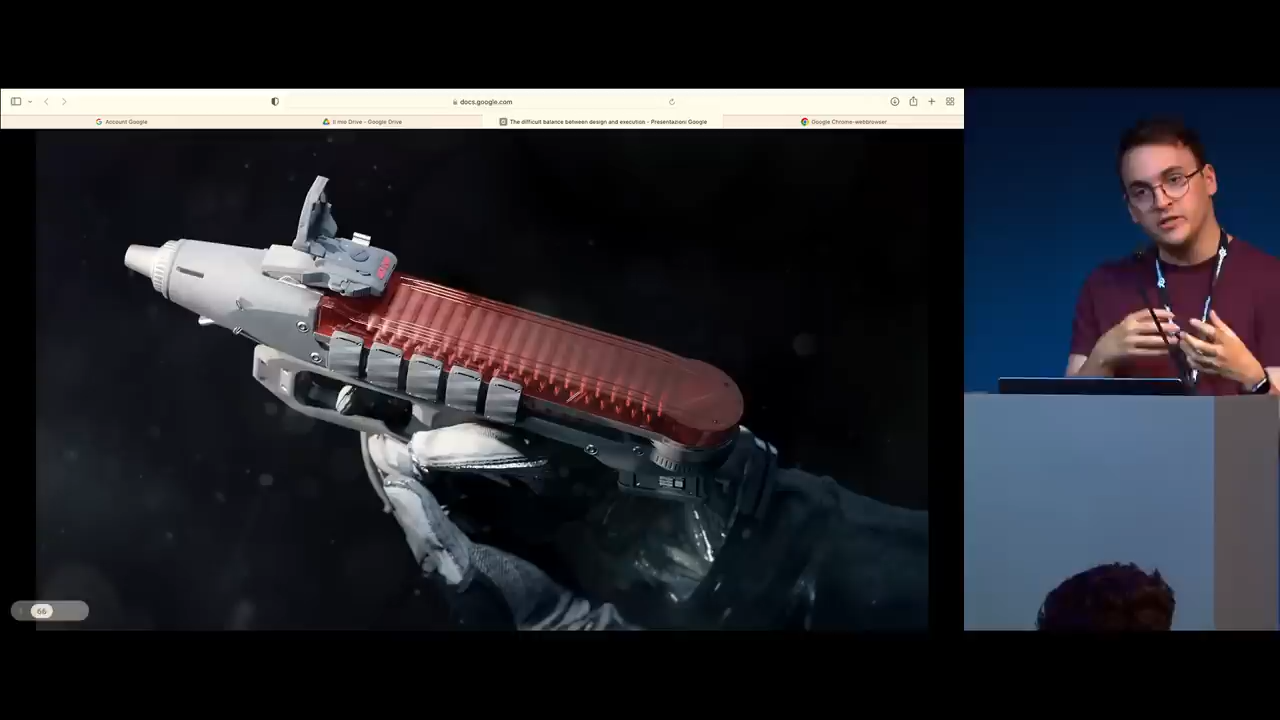 docs.google.com
Account Google
Il mio Drive - Google Drive
The difficult balance between design and execution - Presentazioni Google
Google Chrome-webbrowser
66